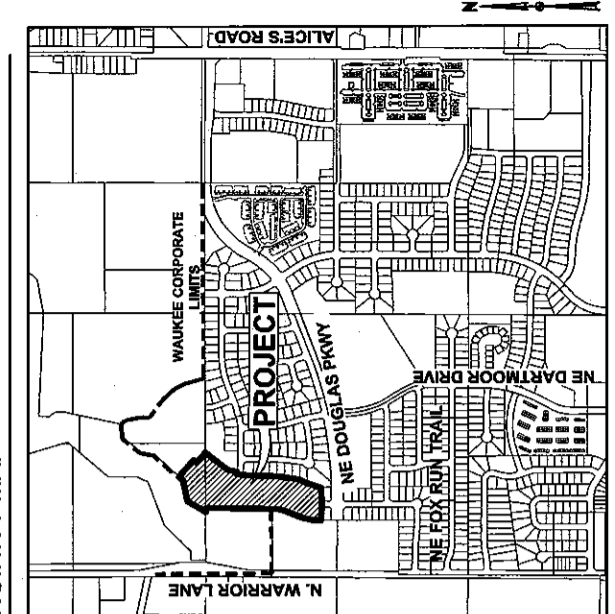 ALICE'S ROAD
WAUKEE CORPORATE
LIMITS
PROJECT
NE DOUGLAS PKWY
NE DARTMOOR DRIVE
NE FOX RUN TRAIL
N. WARRIOR LANE